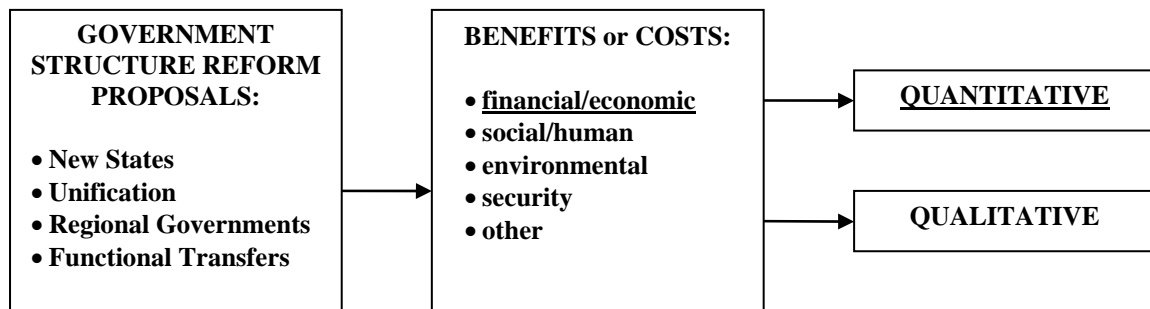 GOVERNMENT
STRUCTURE REFORM
PROPOSALS:
• New States
• Unification
• Regional Governments
• Functional Transfers
BENEFITS or COSTS:
• financial/economic
• social/human
• environmental
• security
• other
QUANTITATIVE
QUALITATIVE